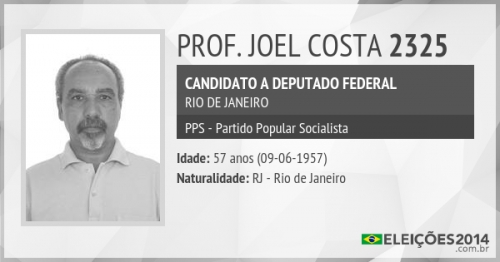 PROF. JOEL COSTA 2325
CANDIDATO A DEPUTADO FEDERAL
RIO DE JANEIRO
PPS - Partido Popular Socialista
Idade: 57 anos (09-06-1957)
Naturalidade: RJ - Rio de Janeiro
ELEIÇÕES2014
.com.br